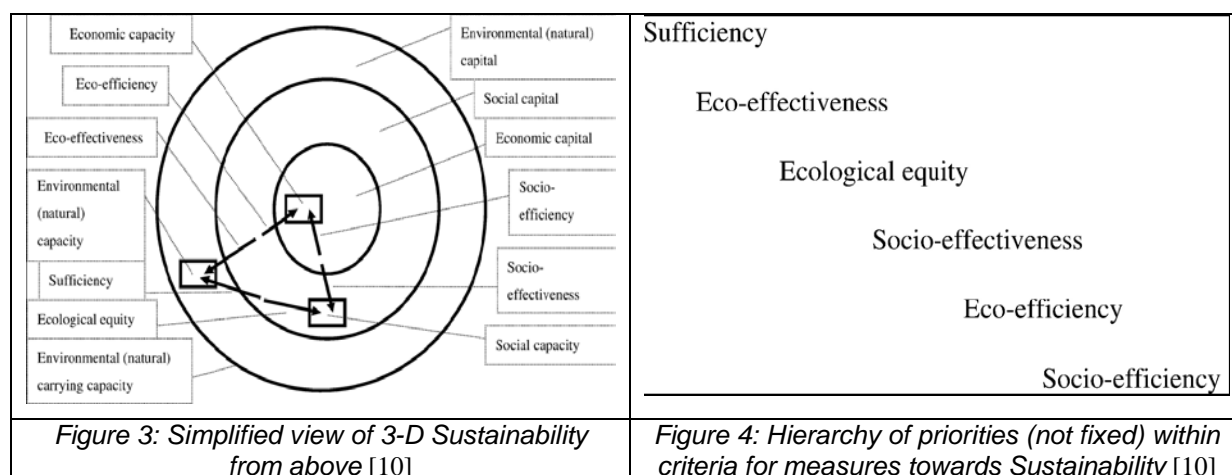 Economic capacity
Eco-efficiency
Eco-effectiveness
Environmental
(natural)
capacity
Sufficiency
Ecological equity
Environmental (natural)
carrying capacity
Environmental (natural)
capital
Social capital
Economic capital
Socio-
efficiency
Socio-
effectiveness
Social capacity
Figure 3: Simplified view of 3-D Sustainability
from above [10]
Sufficiency
Eco-effectiveness
Ecological equity
Socio-effectiveness
Eco-efficiency
Socio-efficiency
Figure 4: Hierarchy of priorities (not fixed) within
criteria for measures towards Sustainability [10]